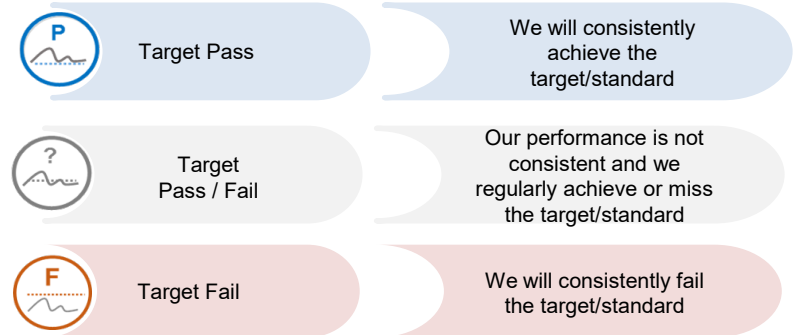 P
Target Pass
We will consistently
achieve the
target/standard
?
Target
Pass / Fail
Our performance is not
consistent and we
regularly achieve or miss
the target/standard
F
Target Fail
We will consistently fail
the target/standard